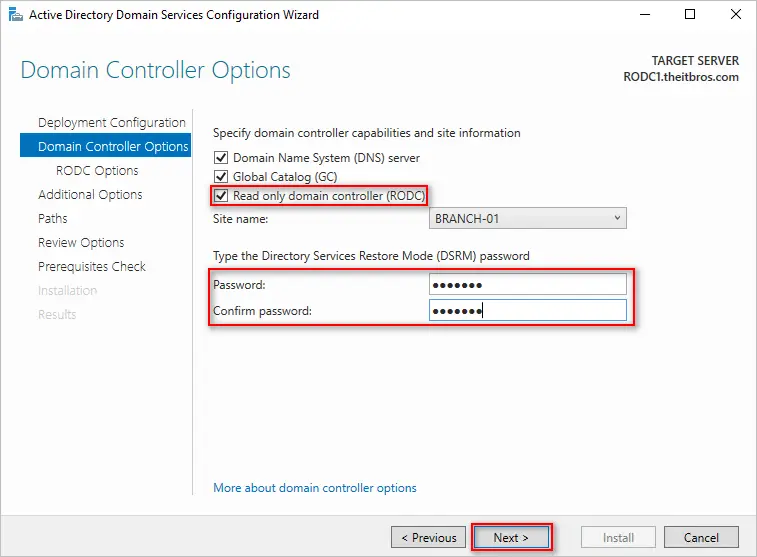 Active Directory Domain Services Configuration Wizard
Domain Controller Options
TARGET SERVER
RODC1.theitbros.com
Deployment Configuration
Domain Controller Options
RODC Options
Additional Options
Paths
Review Options
Prerequisites Check
Installation
Results
Specify domain controller capabilities and site information
Domain Name System (DNS) server
Global Catalog (GC)
Read only domain controller (RODC)
Site name: BRANCH-01
Type the Directory Services Restore Mode (DSRM) password
Password: •••••••
Confirm password: •••••••
More about domain controller options
< Previous Next > Install Cancel